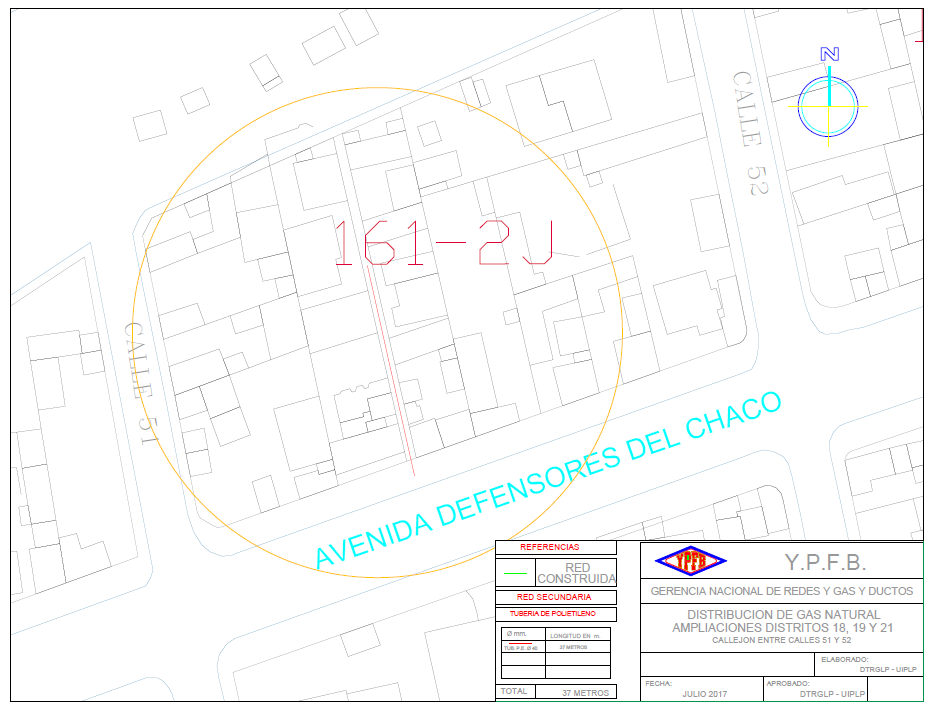 N
CALLE 52
161-2J
CALLE 51
AVENIDA DEFENSORES DEL CHACO
REFERENCIAS
RED
CONSTRUIDA
RED SECUNDARIA
TUBERIA DE POLIETILENO
Ø mm.
LONGITUD EN m.
TUB. P.E. Ø 40
37 METROS
TOTAL
37 METROS
YPFB
Y.P.F.B.
GERENCIA NACIONAL DE REDES Y GAS Y DUCTOS
DISTRIBUCION DE GAS NATURAL
AMPLIACIONES DISTRITOS 18, 19 Y 21
CALLEJON ENTRE CALLES 51 Y 52
ELABORADO:
DTRGLP - UIPLP
FECHA:
JULIO 2017
APROBADO:
DTRGLP - UIPLP